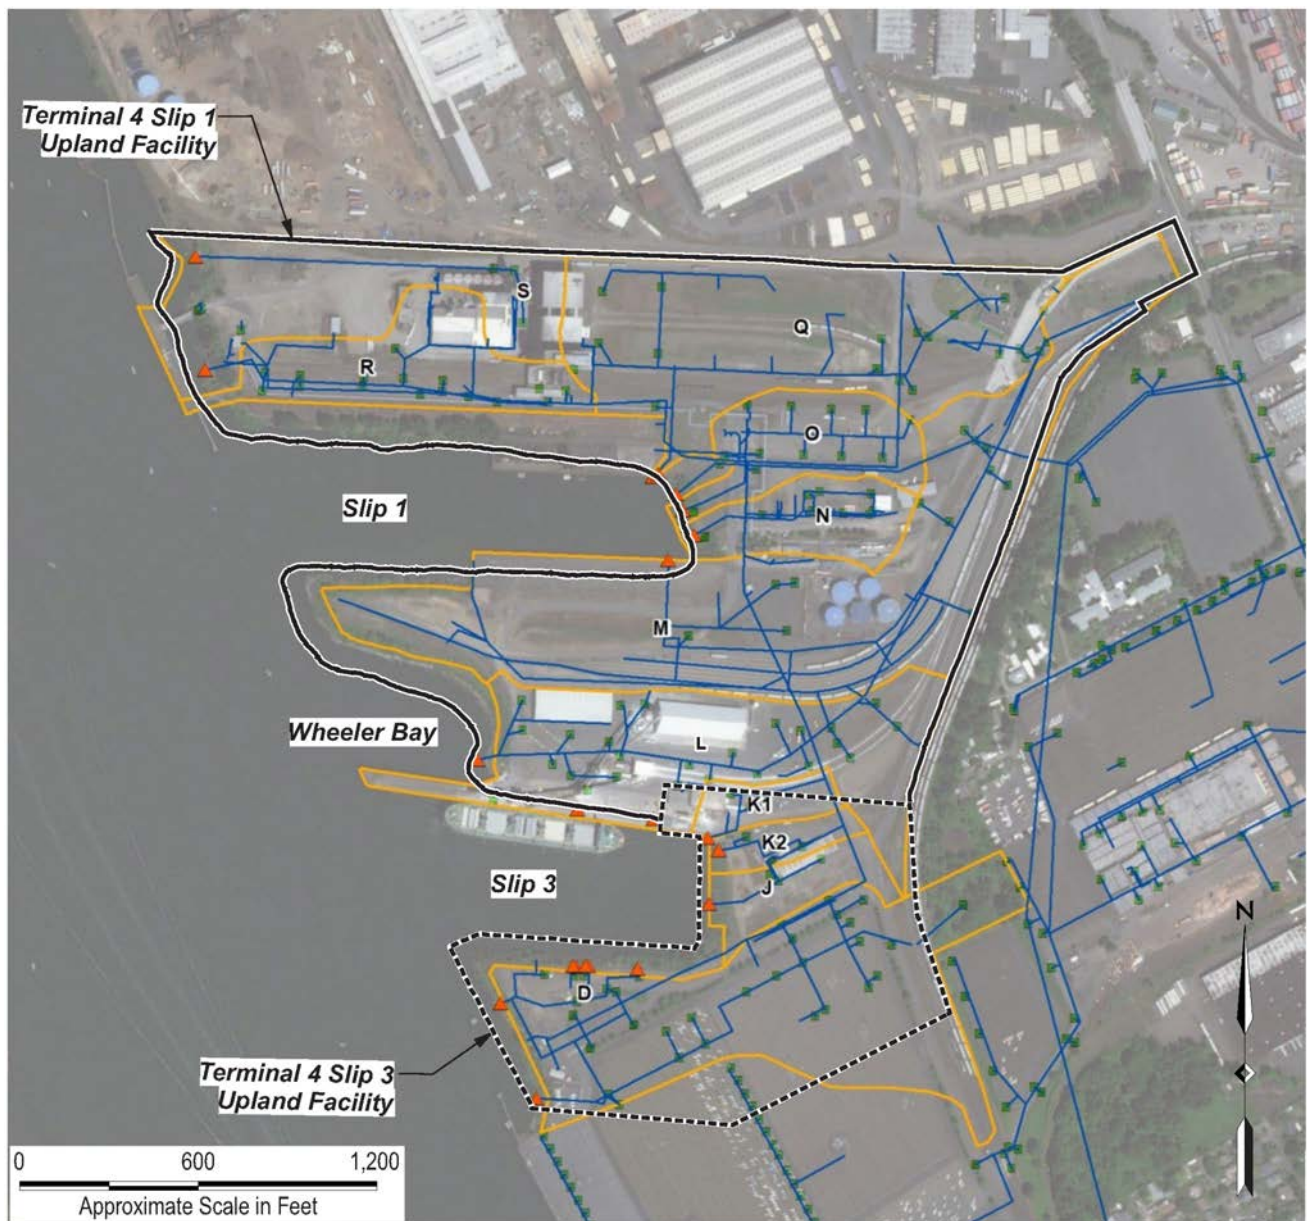 Terminal 4 Slip 1
Upland Facility
S
Q
R
O
Slip 1
N
M
Wheeler Bay
L
K1
K2
Slip 3
J
N
D
Terminal 4 Slip 3
Upland Facility
0 600 1,200
Approximate Scale in Feet